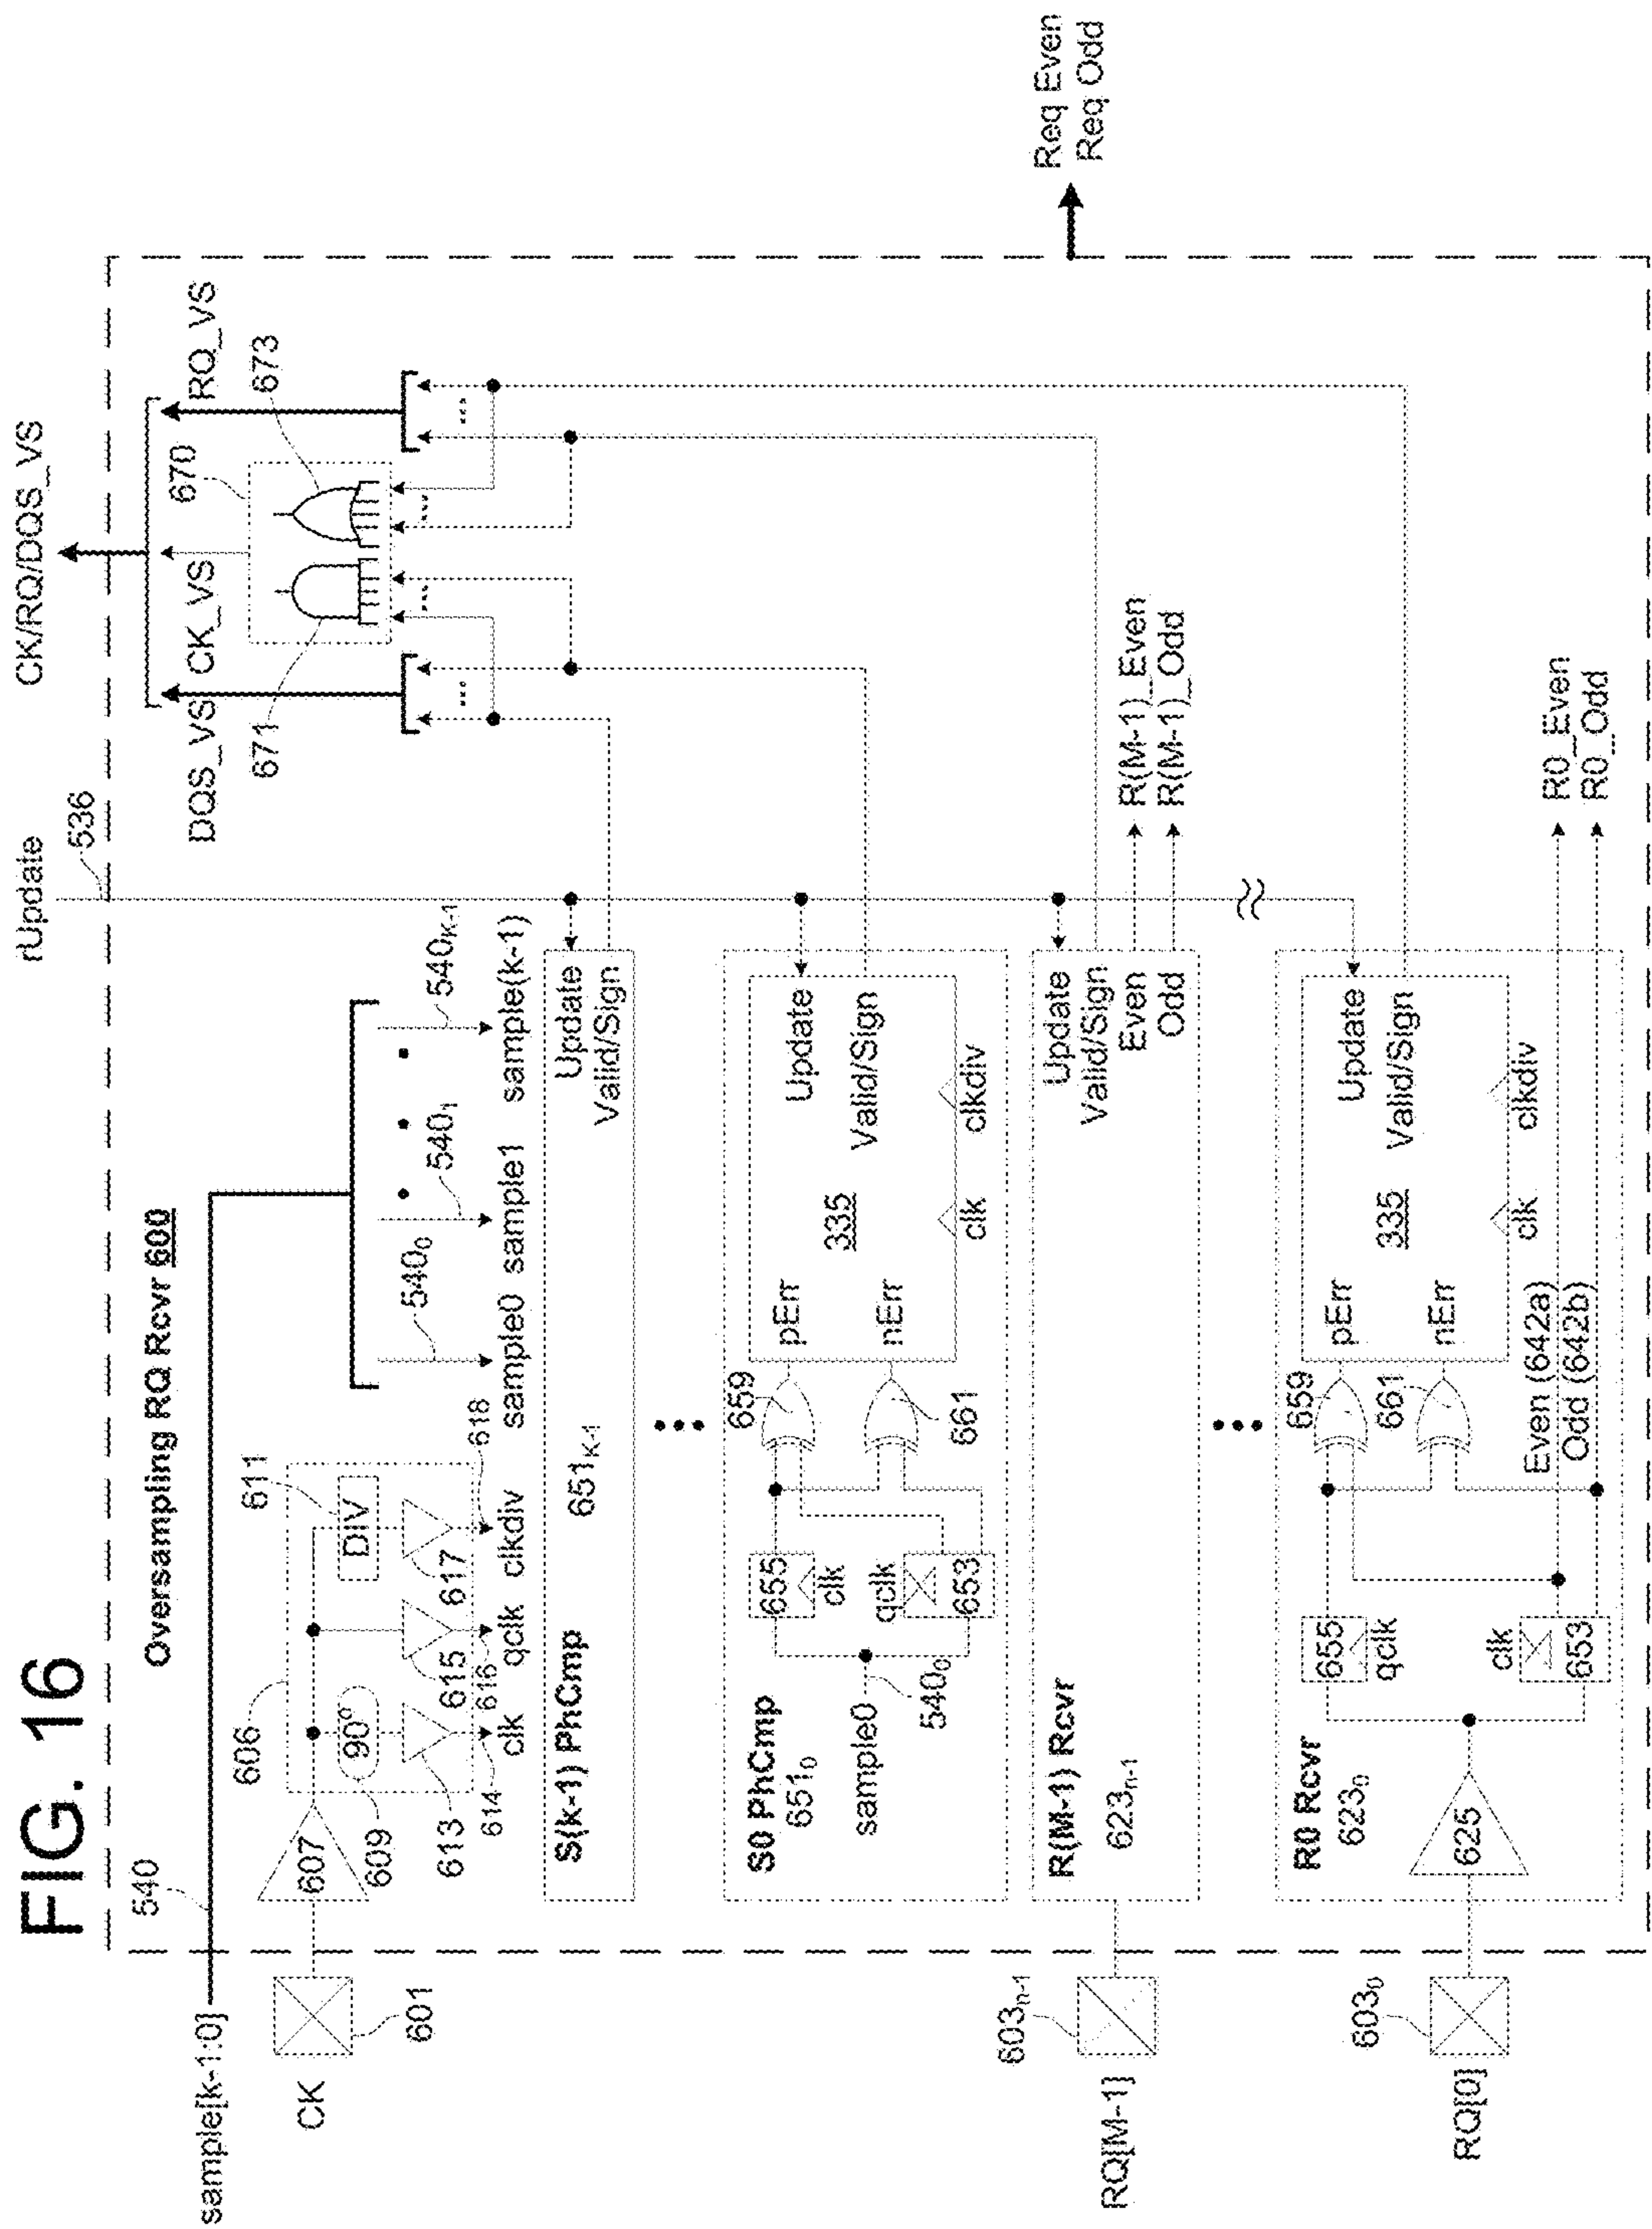 FIG. 16
sample[k-1:0]
540
Oversampling RQ Rcvr 600
rUpdate
536
CK/RQ/DQS_VS
DQS_VS
CK_VS
RQ_VS
670
671
673
CK
601
607
606
609
90°
611
DIV
613
615
617
614
616
618
clk
qclk
clkdiv
540₀
540₁
540K-1
sample0
sample1
sample(k-1)
S(k-1) PhCmp
651K-1
Update
Valid/Sign
S0 PhCmp
651₀
sample0
540₀
655
clk
qclk
653
659
661
pErr
nErr
335
Update
Valid/Sign
clk
clkdiv
RQ[M-1]
603n-1
R(M-1) Rcvr
623n-1
Update
Valid/Sign
Even
Odd
R(M-1)_Even
R(M-1)_Odd
RQ[0]
603₀
R0 Rcvr
623₀
625
655
qclk
clk
653
659
661
pErr
nErr
335
Update
Valid/Sign
clk
clkdiv
Even (642a)
Odd (642b)
R0_Even
R0_Odd
Req Even
Req Odd